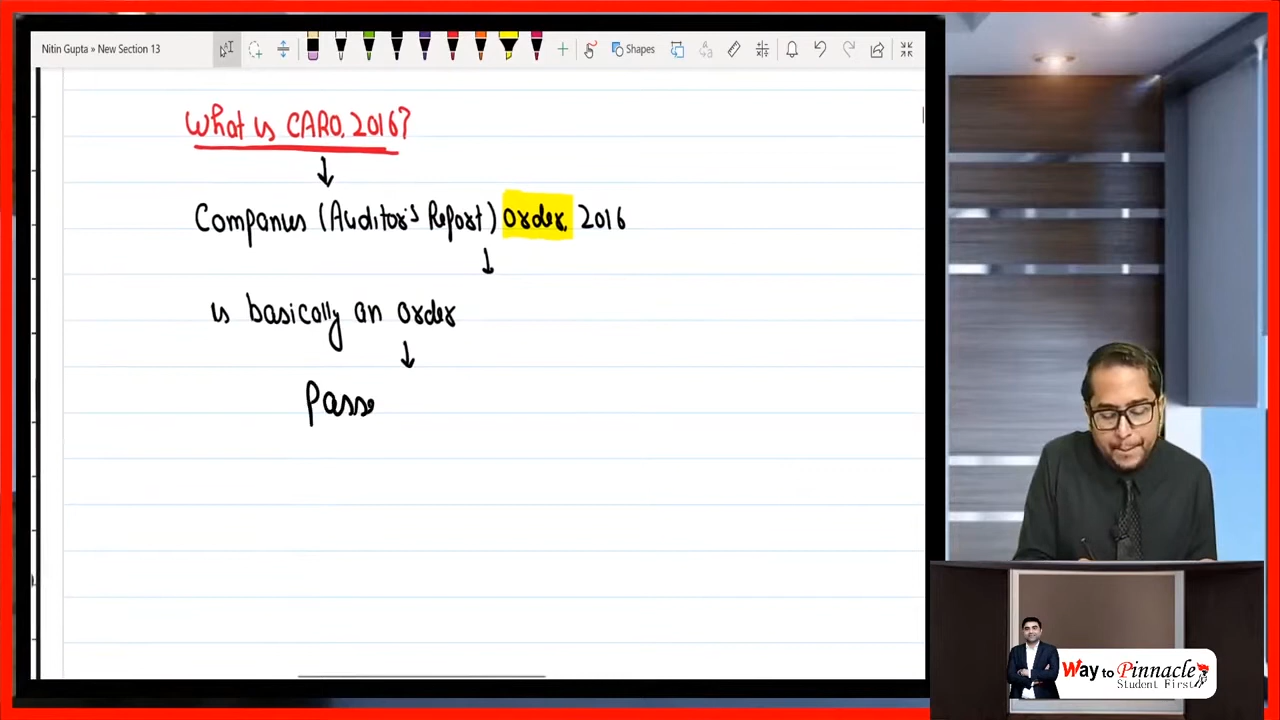 Nitin Gupta » New Section 13
Shapes
What is CARO, 2016?
Companies (Auditor's Report) Order, 2016
is basically an order
Passe
Way to Pinnacle
Student First